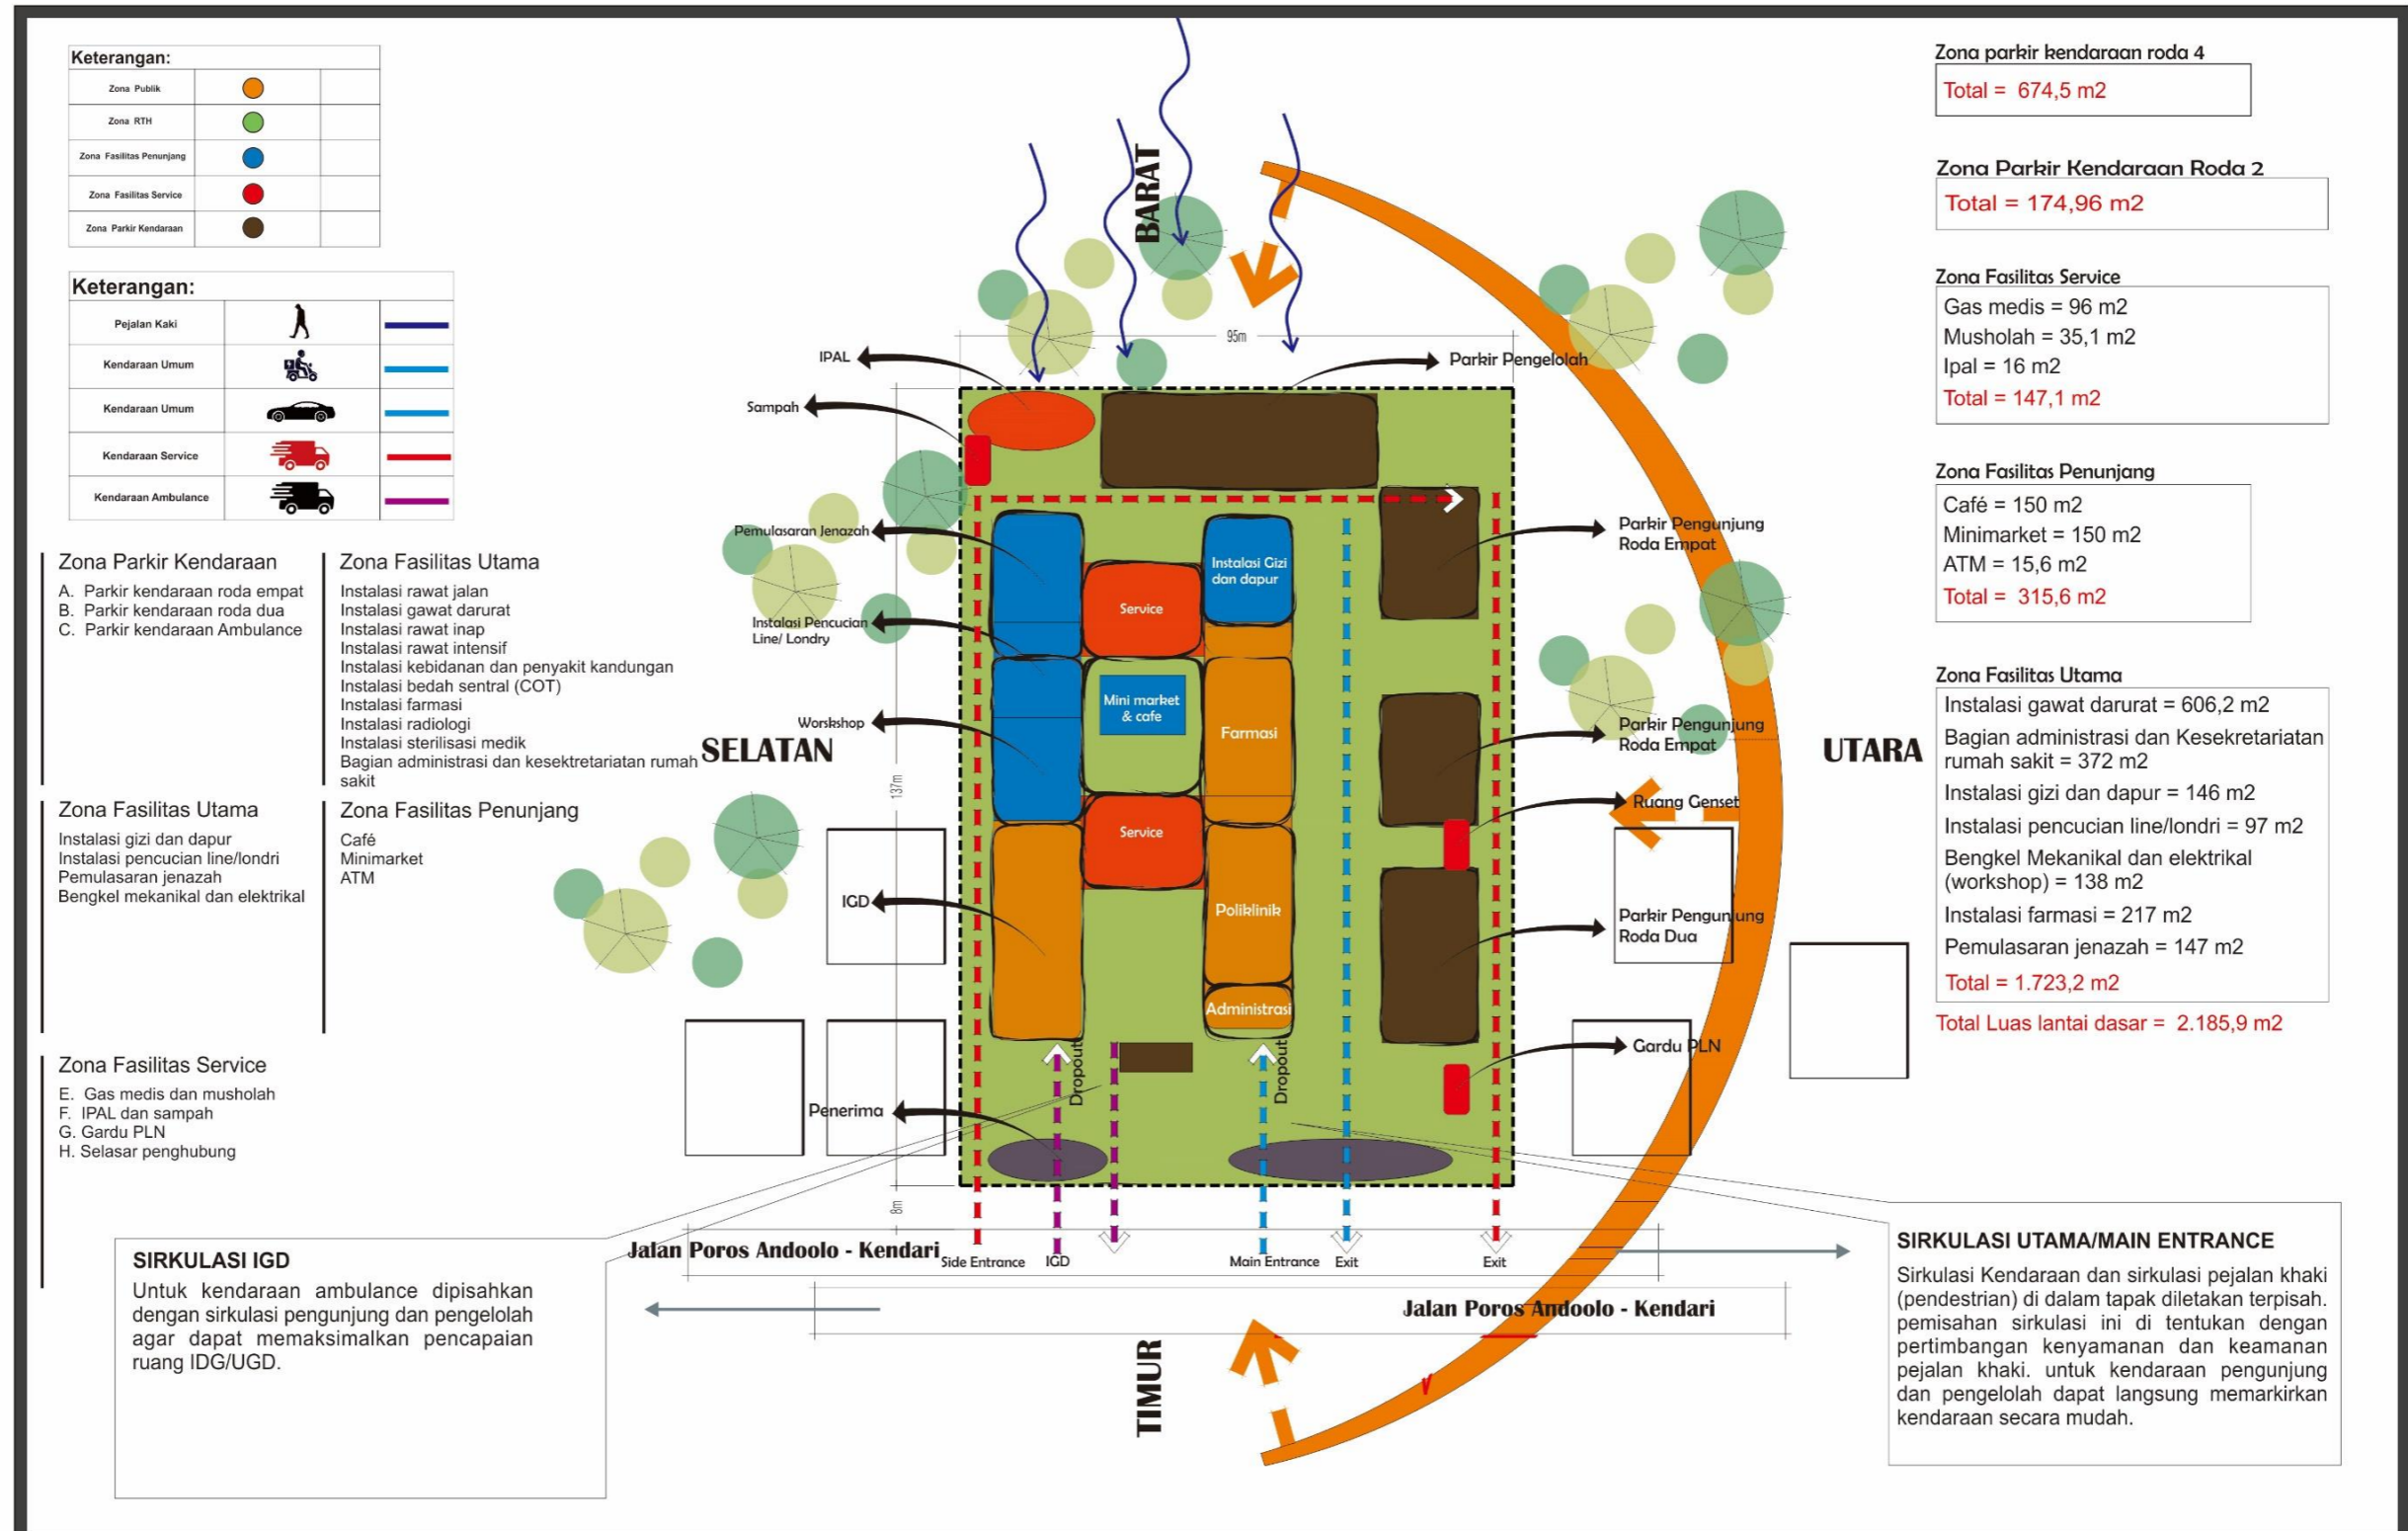 Keterangan:
Zona Publik
Zona RTH
Zona Fasilitas Penunjang
Zona Fasilitas Service
Zona Parkir Kendaraan
Keterangan:
Pejalan Kaki
Kendaraan Umum
Kendaraan Umum
Kendaraan Service
Kendaraan Ambulance
Zona Parkir Kendaraan
A. Parkir kendaraan roda empat
B. Parkir kendaraan roda dua
C. Parkir kendaraan Ambulance
Zona Fasilitas Utama
Instalasi rawat jalan
Instalasi gawat darurat
Instalasi rawat inap
Instalasi rawat intensif
Instalasi kebidanan dan penyakit kandungan
Instalasi bedah sentral (COT)
Instalasi farmasi
Instalasi radiologi
Instalasi sterilisasi medik
Bagian administrasi dan kesektretariatan rumah
sakit
Zona Fasilitas Utama
Instalasi gizi dan dapur
Instalasi pencucian line/londri
Pemulasaran jenazah
Bengkel mekanikal dan elektrikal
Zona Fasilitas Penunjang
Café
Minimarket
ATM
Zona Fasilitas Service
E. Gas medis dan musholah
F. IPAL dan sampah
G. Gardu PLN
H. Selasar penghubung
SIRKULASI IGD
Untuk kendaraan ambulance dipisahkan
dengan sirkulasi pengunjung dan pengelolah
agar dapat memaksimalkan pencapaian
ruang IDG/UGD.
BARAT
95m
IPAL
Parkir Pengelolah
Sampah
Pemulasaran Jenazah
Instalasi Gizi
dan dapur
Parkir Pengunjung
Roda Empat
Service
Instalasi Pencucian
Line/ Londry
Mini market
& cafe
Worskshop
Farmasi
Parkir Pengunjung
Roda Empat
SELATAN
UTARA
137m
Ruang Genset
Service
IGD
Poliklinik
Parkir Pengunjung
Roda Dua
Administrasi
Gardu PLN
Dropout
Dropout
Penerima
8m
Jalan Poros Andoolo - Kendari
Side Entrance
IGD
Main Entrance
Exit
Exit
Jalan Poros Andoolo - Kendari
TIMUR
Zona parkir kendaraan roda 4
Total = 674,5 m2
Zona Parkir Kendaraan Roda 2
Total = 174,96 m2
Zona Fasilitas Service
Gas medis = 96 m2
Musholah = 35,1 m2
Ipal = 16 m2
Total = 147,1 m2
Zona Fasilitas Penunjang
Café = 150 m2
Minimarket = 150 m2
ATM = 15,6 m2
Total = 315,6 m2
Zona Fasilitas Utama
Instalasi gawat darurat = 606,2 m2
Bagian administrasi dan Kesekretariatan
rumah sakit = 372 m2
Instalasi gizi dan dapur = 146 m2
Instalasi pencucian line/londri = 97 m2
Bengkel Mekanikal dan elektrikal
(workshop) = 138 m2
Instalasi farmasi = 217 m2
Pemulasaran jenazah = 147 m2
Total = 1.723,2 m2
Total Luas lantai dasar = 2.185,9 m2
SIRKULASI UTAMA/MAIN ENTRANCE
Sirkulasi Kendaraan dan sirkulasi pejalan khaki
(pendestrian) di dalam tapak diletakan terpisah.
pemisahan sirkulasi ini di tentukan dengan
pertimbangan kenyamanan dan keamanan
pejalan khaki. untuk kendaraan pengunjung
dan pengelolah dapat langsung memarkirkan
kendaraan secara mudah.